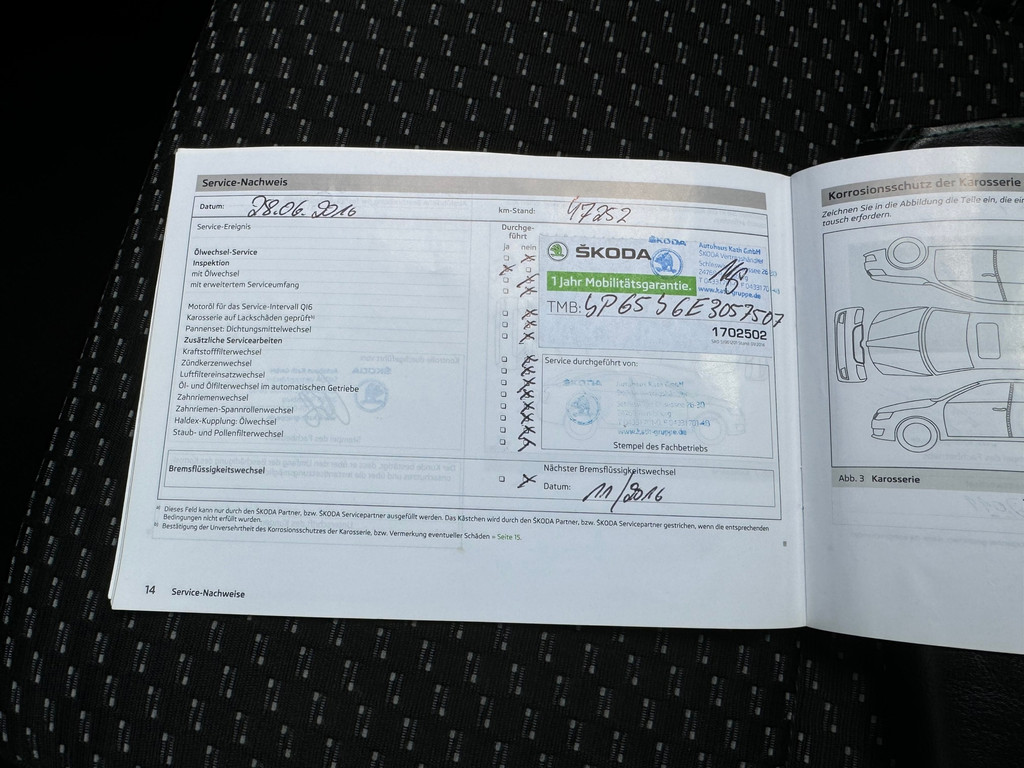 Service-Nachweis
Datum: 28.06.2016
km-Stand: 47252
Service-Ereignis
Durchge-
führt
ja nein
Ölwechsel-Service
Inspektion
mit Ölwechsel
mit erweitertem Serviceumfang
Motoröl für das Service-Intervall QI6
Karosserie auf Lackschäden geprüft
Pannenset: Dichtungsmittelwechsel
Zusätzliche Servicearbeiten
Kraftstofffilterwechsel
Zündkerzenwechsel
Luftfiltereinsatzwechsel
Öl- und Ölfilterwechsel im automatischen Getriebe
Zahnriemenwechsel
Zahnriemen-Spannrollenwechsel
Haldex-Kupplung: Ölwechsel
Staub- und Pollenfilterwechsel
ŠKODA
ŠKODA
Autohaus Kath GmbH
1 Jahr Mobilitätsgarantie.
TMB:
6E3057507
1702502
Service durchgeführt von:
Stempel des Fachbetriebs
Bremsflüssigkeitswechsel
Nächster Bremsflüssigkeitswechsel
Datum: 11/2016
a) Dieses Feld kann nur durch den ŠKODA Partner, bzw. ŠKODA Servicepartner ausgefüllt werden. Das Kästchen wird durch den ŠKODA Partner, bzw. ŠKODA Servicepartner gestrichen, wenn die entsprechenden
Bedingungen nicht erfüllt wurden.
b) Bestätigung der Unversehrtheit des Korrosionsschutzes der Karosserie, bzw. Vermerkung eventueller Schäden » Seite 15.
14 Service-Nachweise
Korrosionsschutz der Karosserie
Zeichnen Sie in die Abbildung die Teile ein, die
tausch erfordern.
Abb. 3 Karosserie